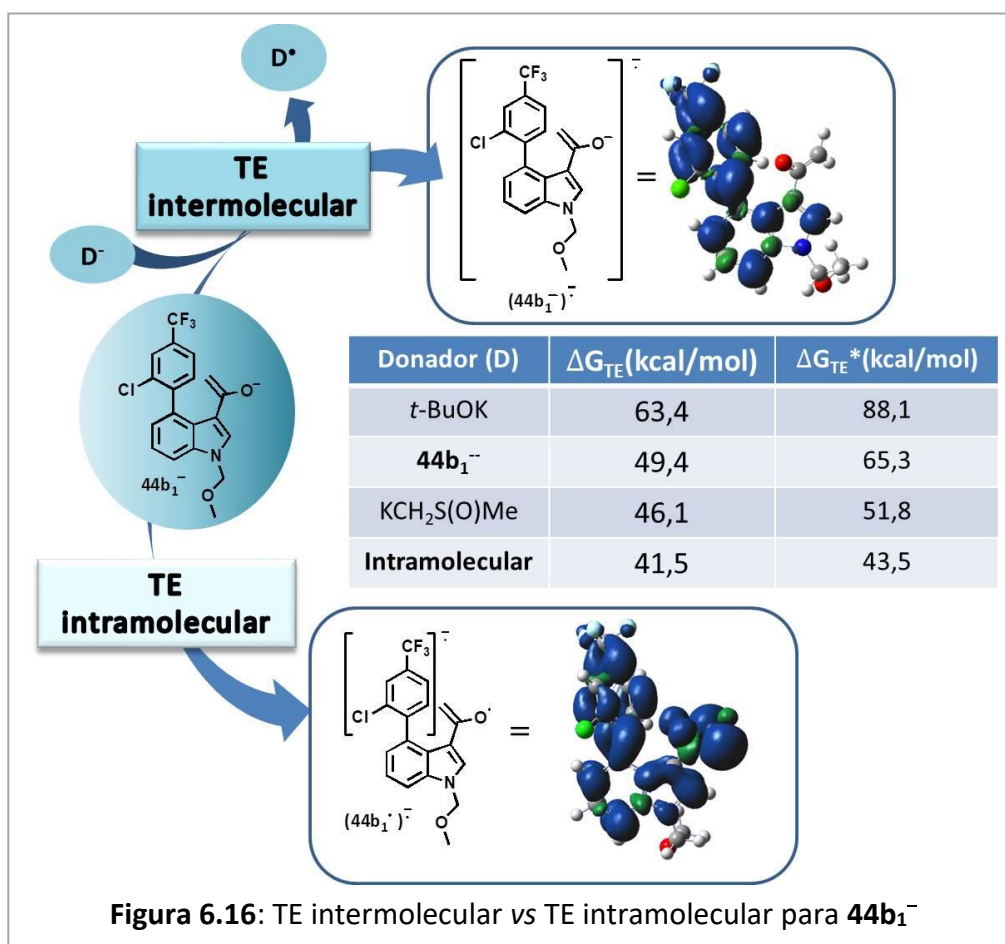 D•
TE
intermolecular
D-
CF3
Cl
O−
N
O
(44b1−)•−
=
CF3
Cl
O−
N
O
44b1−
Donador (D) ΔGTE(kcal/mol) ΔGTE*(kcal/mol)
t-BuOK 63,4 88,1
44b1-- 49,4 65,3
KCH2S(O)Me 46,1 51,8
Intramolecular 41,5 43,5
TE
intramolecular
CF3
Cl
O•
N
O
(44b1•)•−
=
Figura 6.16: TE intermolecular vs TE intramolecular para 44b1−